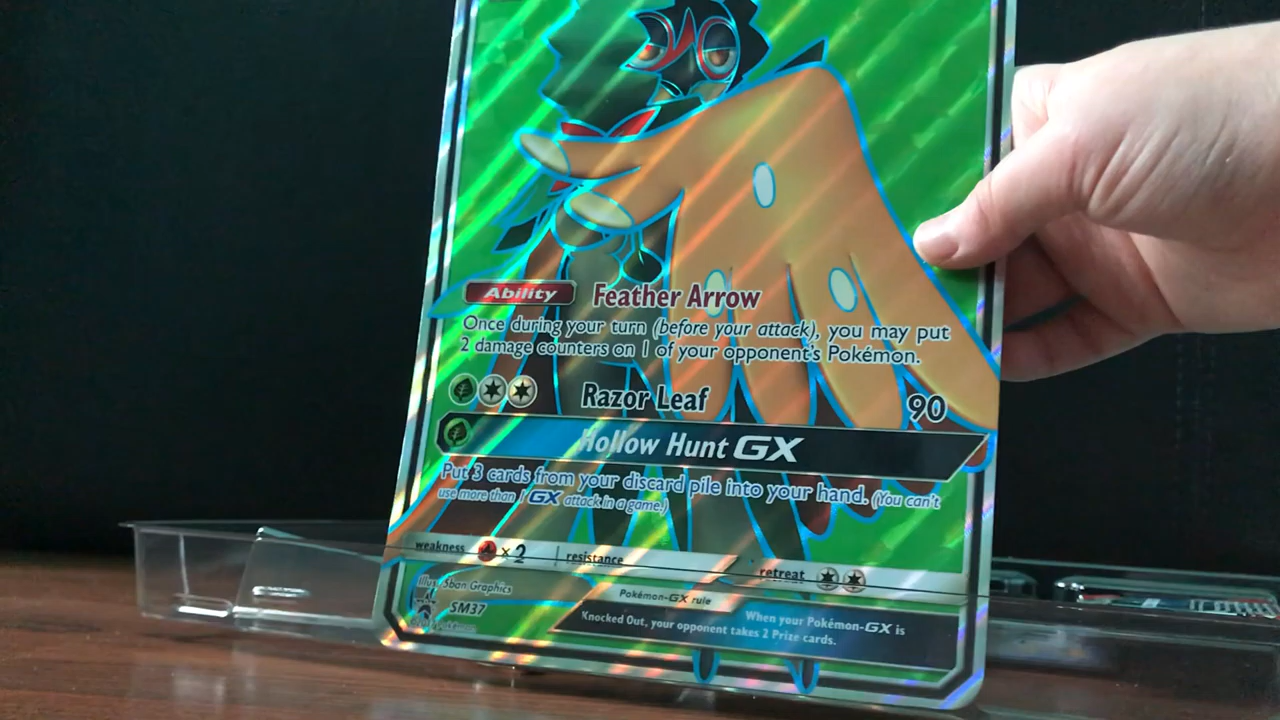 Ability Feather Arrow
Once during your turn (before your attack), you may put
2 damage counters on 1 of your opponent's Pokémon.
Razor Leaf 90
Hollow Hunt GX
Put 3 cards from your discard pile into your hand. (You can't
use more than 1 GX attack in a game.)
weakness ×2 resistance retreat
Illus. 5ban Graphics
SM37
Pokémon-GX rule
When your Pokémon-GX is
Knocked Out, your opponent takes 2 Prize cards.